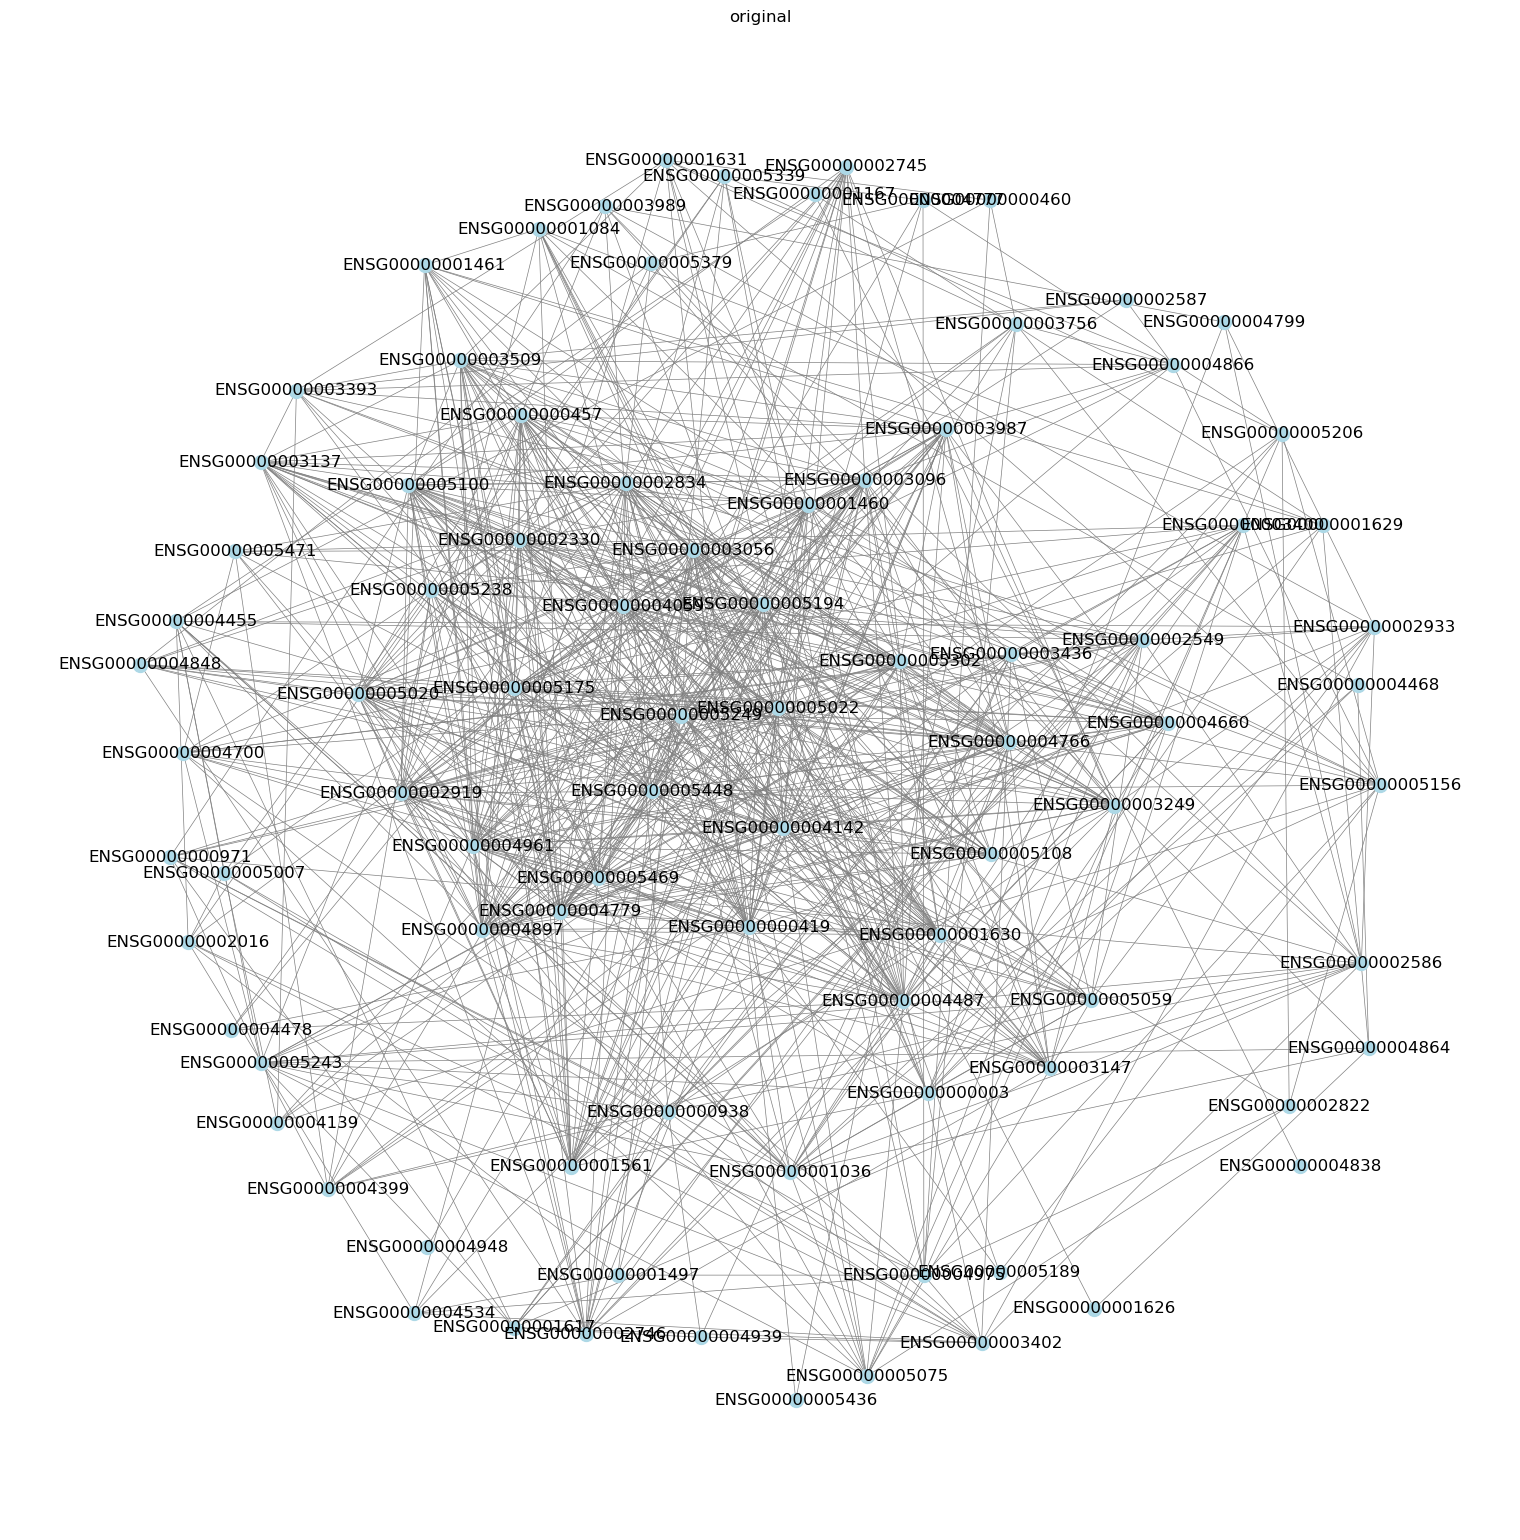 original
ENSG00000001631
ENSG00000002745
ENSG00000005339
ENSG00000001167
ENSG00000004777
ENSG00000000460
ENSG00000003989
ENSG00000001084
ENSG00000001461
ENSG00000005379
ENSG00000002587
ENSG00000003756
ENSG00000004799
ENSG00000003509
ENSG00000004866
ENSG00000003393
ENSG00000000457
ENSG00000003987
ENSG00000005206
ENSG00000003137
ENSG00000005100
ENSG00000002834
ENSG00000003096
ENSG00000001460
ENSG00000003400
ENSG00000001629
ENSG00000002330
ENSG00000003056
ENSG00000005471
ENSG00000005238
ENSG00000004059
ENSG00000005194
ENSG00000004455
ENSG00000002933
ENSG00000002549
ENSG00000003436
ENSG00000005302
ENSG00000004848
ENSG00000005020
ENSG00000005175
ENSG00000004468
ENSG00000005022
ENSG00000004660
ENSG00000004766
ENSG00000004700
ENSG00000005156
ENSG00000002919
ENSG00000005448
ENSG00000003249
ENSG00000004142
ENSG00000004961
ENSG00000005108
ENSG00000000971
ENSG00000005007
ENSG00000005469
ENSG00000004779
ENSG00000004897
ENSG00000000419
ENSG00000001630
ENSG00000002016
ENSG00000002586
ENSG00000004487
ENSG00000005059
ENSG00000004478
ENSG00000005243
ENSG00000004864
ENSG00000003147
ENSG00000000003
ENSG00000002822
ENSG00000000938
ENSG00000004139
ENSG00000001561
ENSG00000001036
ENSG00000004838
ENSG00000004399
ENSG00000004948
ENSG00000001497
ENSG00000004975
ENSG00000005189
ENSG00000004534
ENSG00000001626
ENSG00000001617
ENSG00000002746
ENSG00000004939
ENSG00000003402
ENSG00000005075
ENSG00000005436